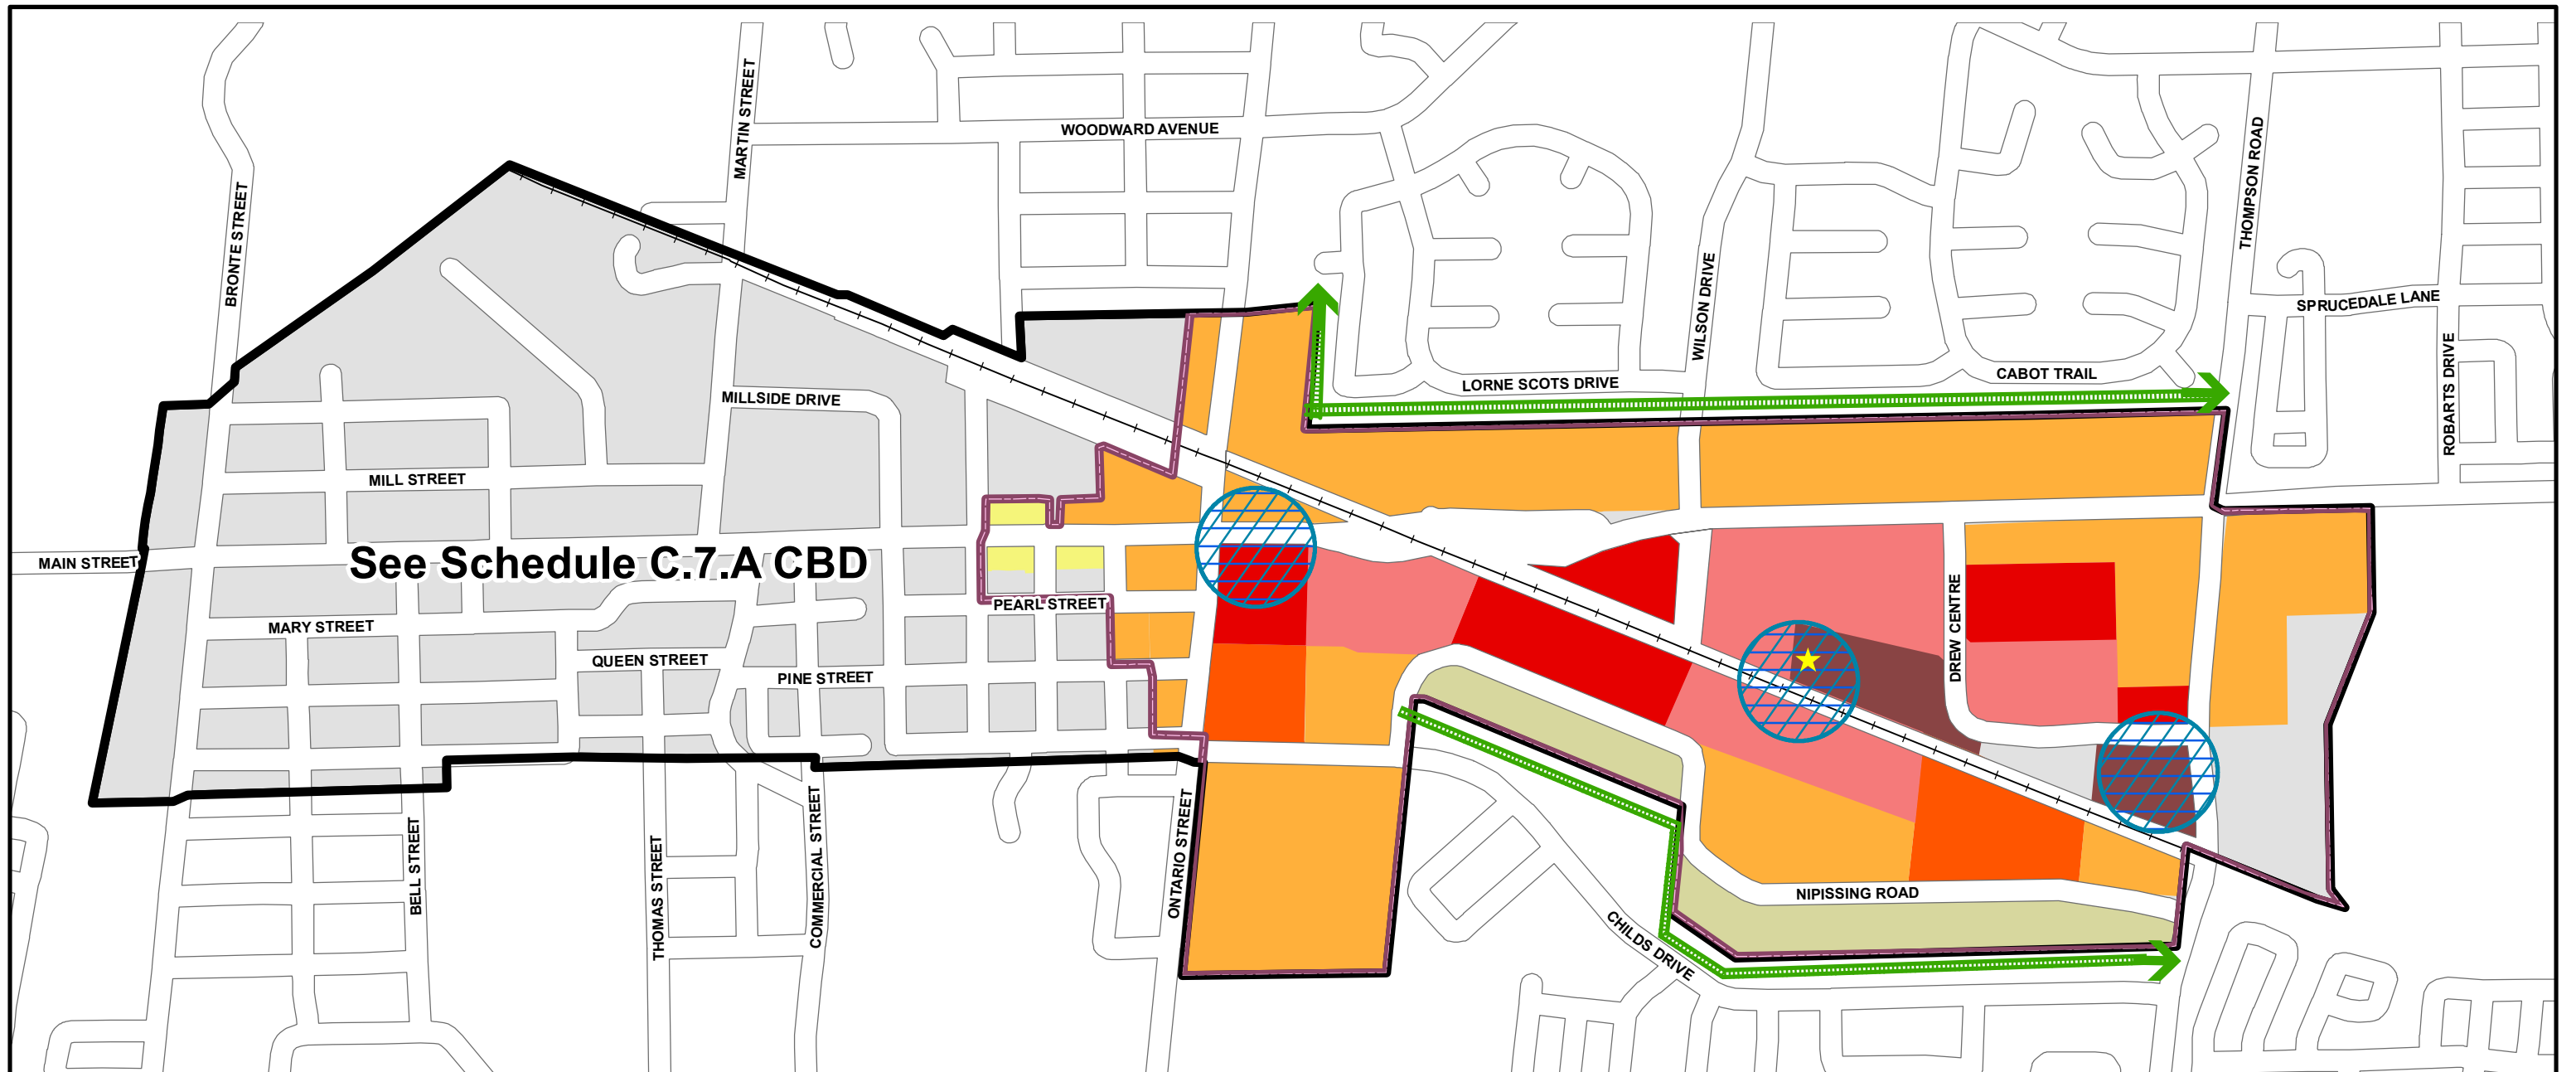 MARTIN STREET
WOODWARD AVENUE
THOMPSON ROAD
BRONTE STREET
WILSON DRIVE
SPRUCEDALE LANE
ROBARTS DRIVE
CABOT TRAIL
LORNE SCOTS DRIVE
MILLSIDE DRIVE
MILL STREET
MAIN STREET
See Schedule C.7.A CBD
PEARL STREET
DREW CENTRE
MARY STREET
QUEEN STREET
PINE STREET
ONTARIO STREET
BELL STREET
THOMAS STREET
COMMERCIAL STREET
NIPISSING ROAD
CHILDS DRIVE